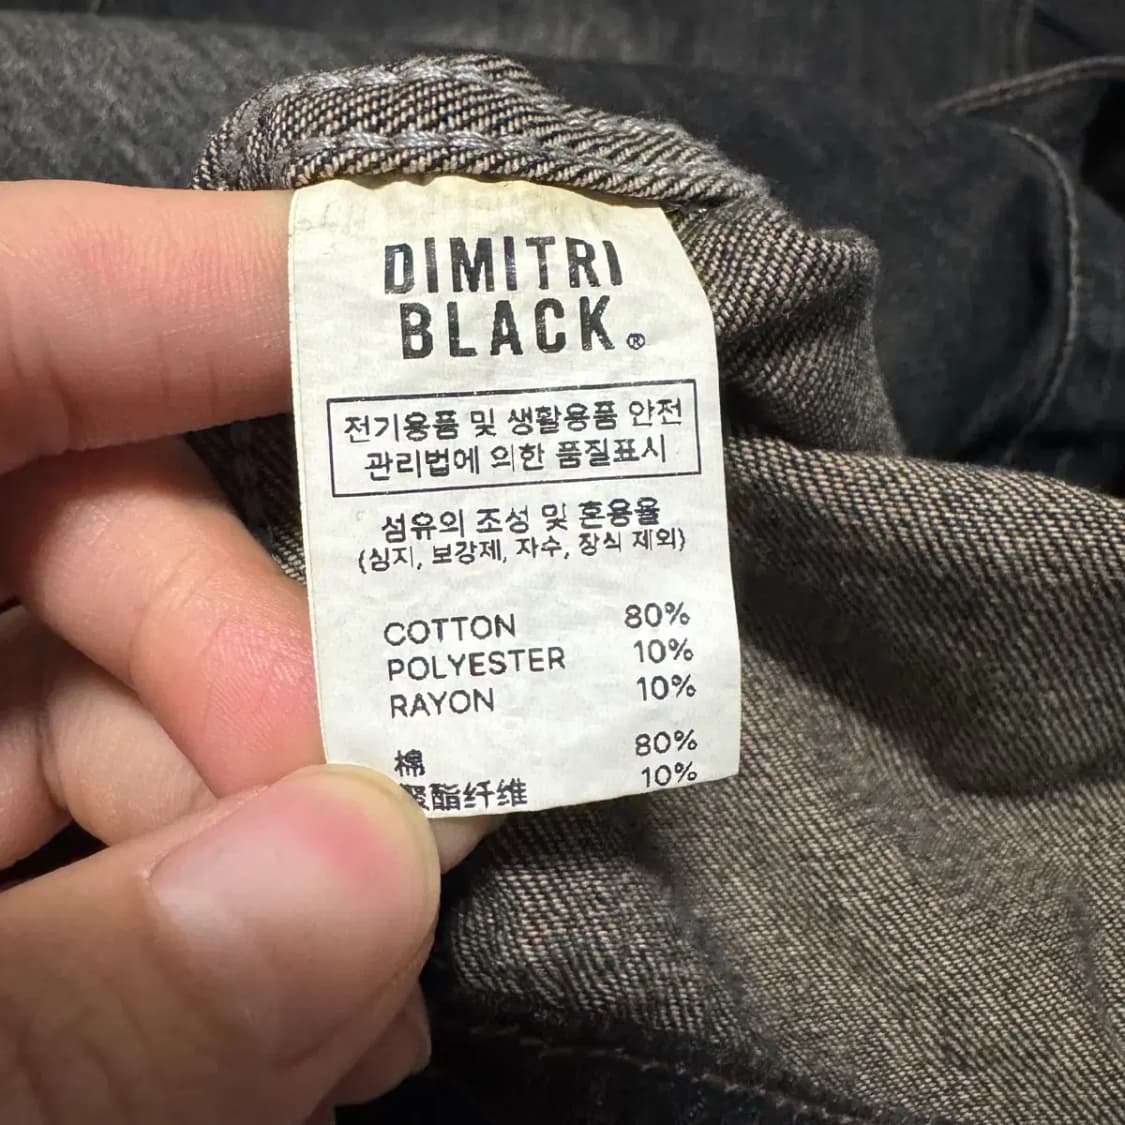 DIMITRI
BLACK®
전기용품 및 생활용품 안전
관리법에 의한 품질표시
섬유의 조성 및 혼용율
(심지, 보강제, 자수, 장식 제외)
COTTON 80%
POLYESTER 10%
RAYON 10%
棉 80%
聚酯纤维 10%